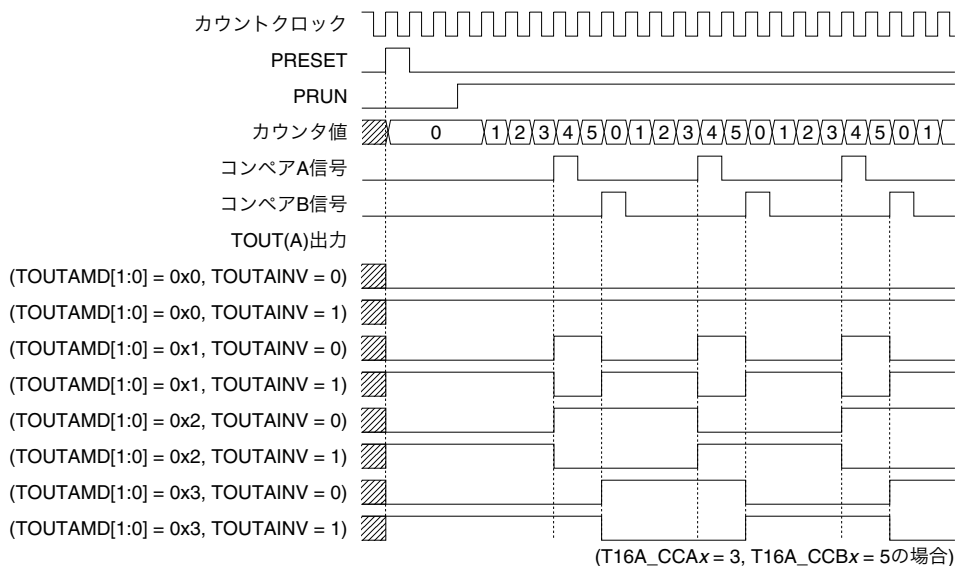 カウントクロック
PRESET
PRUN
カウンタ値 0 1 2 3 4 5 0 1 2 3 4 5 0 1 2 3 4 5 0 1
コンペアA信号
コンペアB信号
TOUT(A)出力
(TOUTAMD[1:0] = 0x0, TOUTAINV = 0)
(TOUTAMD[1:0] = 0x0, TOUTAINV = 1)
(TOUTAMD[1:0] = 0x1, TOUTAINV = 0)
(TOUTAMD[1:0] = 0x1, TOUTAINV = 1)
(TOUTAMD[1:0] = 0x2, TOUTAINV = 0)
(TOUTAMD[1:0] = 0x2, TOUTAINV = 1)
(TOUTAMD[1:0] = 0x3, TOUTAINV = 0)
(TOUTAMD[1:0] = 0x3, TOUTAINV = 1)
(T16A_CCAx = 3, T16A_CCBx = 5の場合)